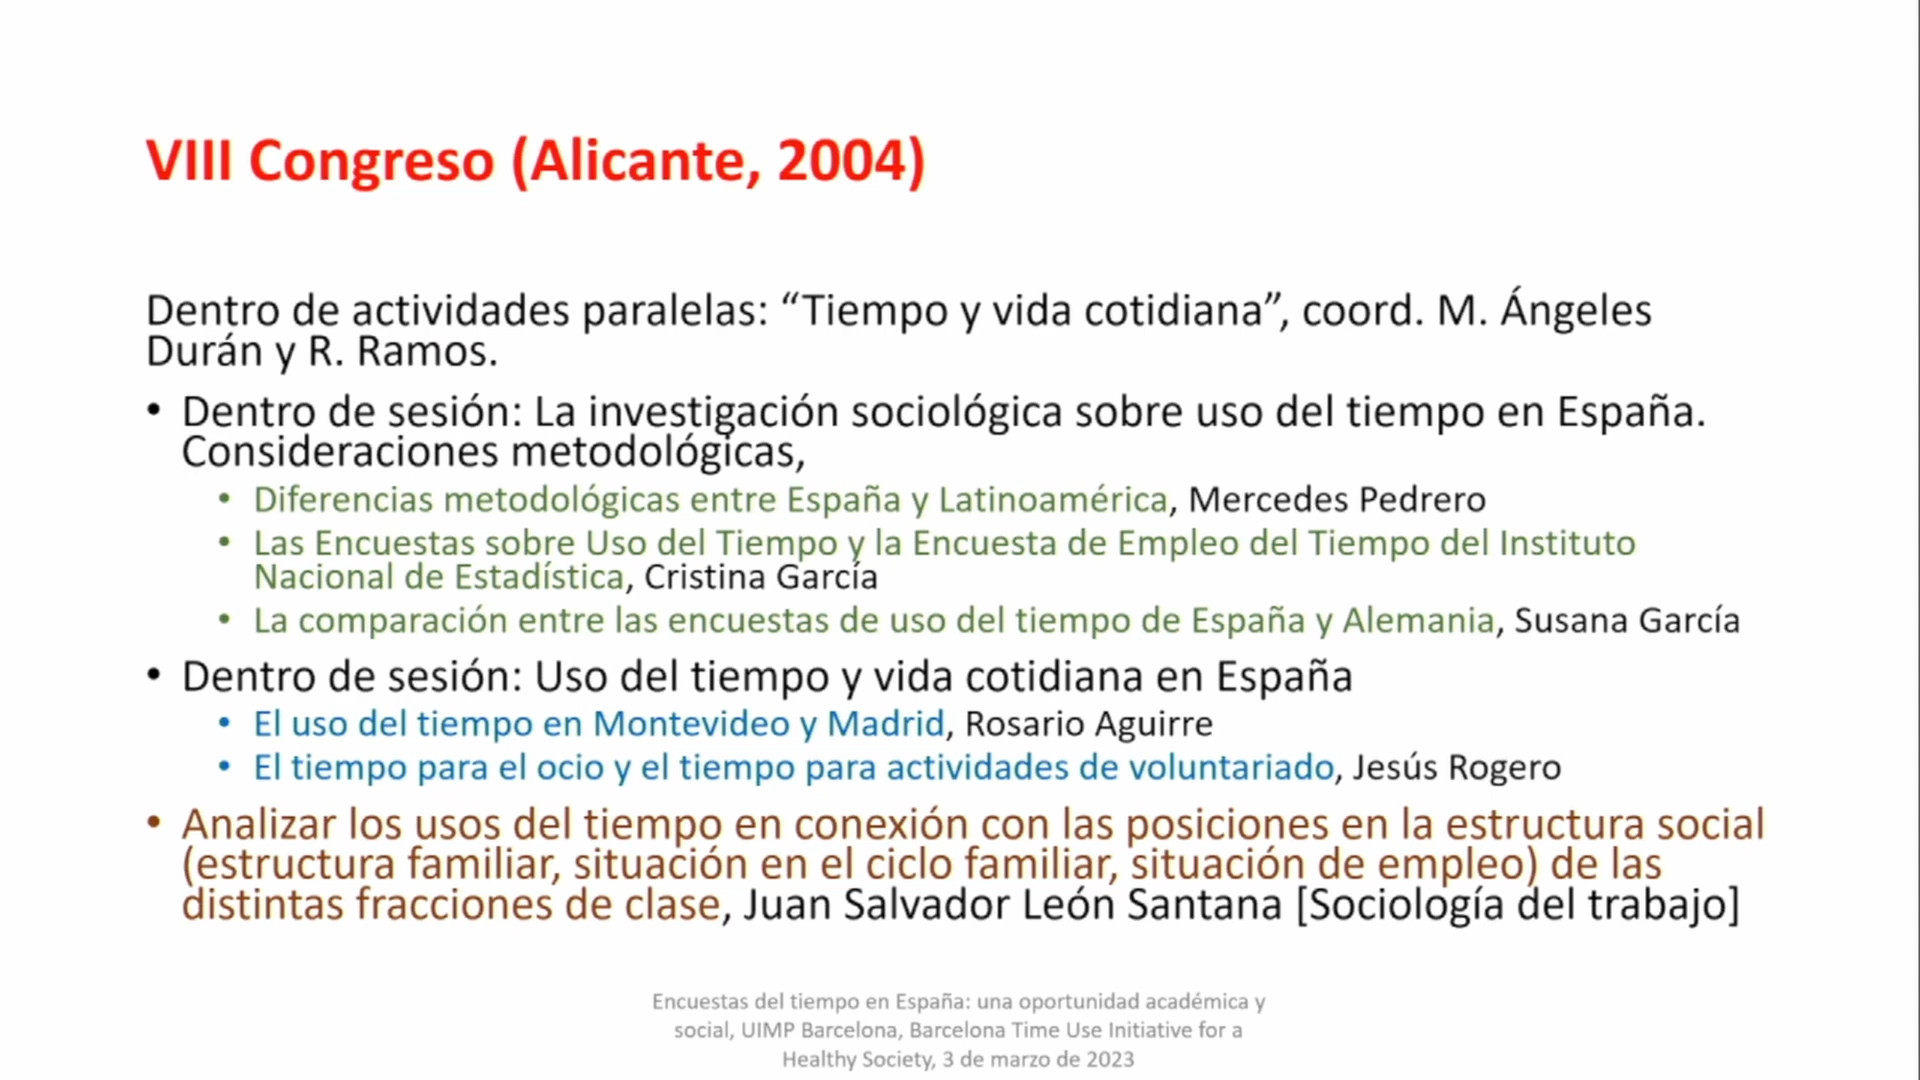 VIII Congreso (Alicante, 2004)
Dentro de actividades paralelas: “Tiempo y vida cotidiana”, coord. M. Ángeles
Durán y R. Ramos.
• Dentro de sesión: La investigación sociológica sobre uso del tiempo en España.
Consideraciones metodológicas,
• Diferencias metodológicas entre España y Latinoamérica, Mercedes Pedrero
• Las Encuestas sobre Uso del Tiempo y la Encuesta de Empleo del Tiempo del Instituto
Nacional de Estadística, Cristina García
• La comparación entre las encuestas de uso del tiempo de España y Alemania, Susana García
• Dentro de sesión: Uso del tiempo y vida cotidiana en España
• El uso del tiempo en Montevideo y Madrid, Rosario Aguirre
• El tiempo para el ocio y el tiempo para actividades de voluntariado, Jesús Rogero
• Analizar los usos del tiempo en conexión con las posiciones en la estructura social
(estructura familiar, situación en el ciclo familiar, situación de empleo) de las
distintas fracciones de clase, Juan Salvador León Santana [Sociología del trabajo]
Encuestas del tiempo en España: una oportunidad académica y
social, UIMP Barcelona, Barcelona Time Use Initiative for a
Healthy Society, 3 de marzo de 2023